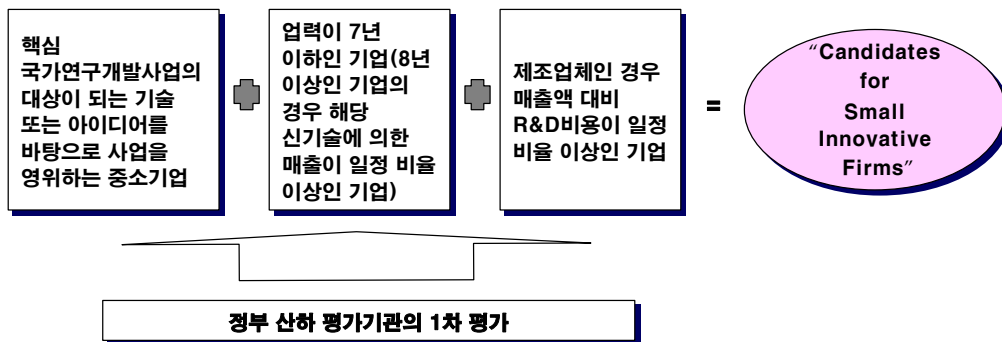 핵심
국가연구개발사업의
대상이 되는 기술
또는 아이디어를
바탕으로 사업을
영위하는 중소기업
업력이 7년
이하인 기업(8년
이상인 기업의
경우 해당
신기술에 의한
매출이 일정 비율
이상인 기업)
제조업체인 경우
매출액 대비
R&D비용이 일정
비율 이상인 기업
=
“Candidates
for
Small
Innovative
Firms”
정부 산하 평가기관의 1차 평가